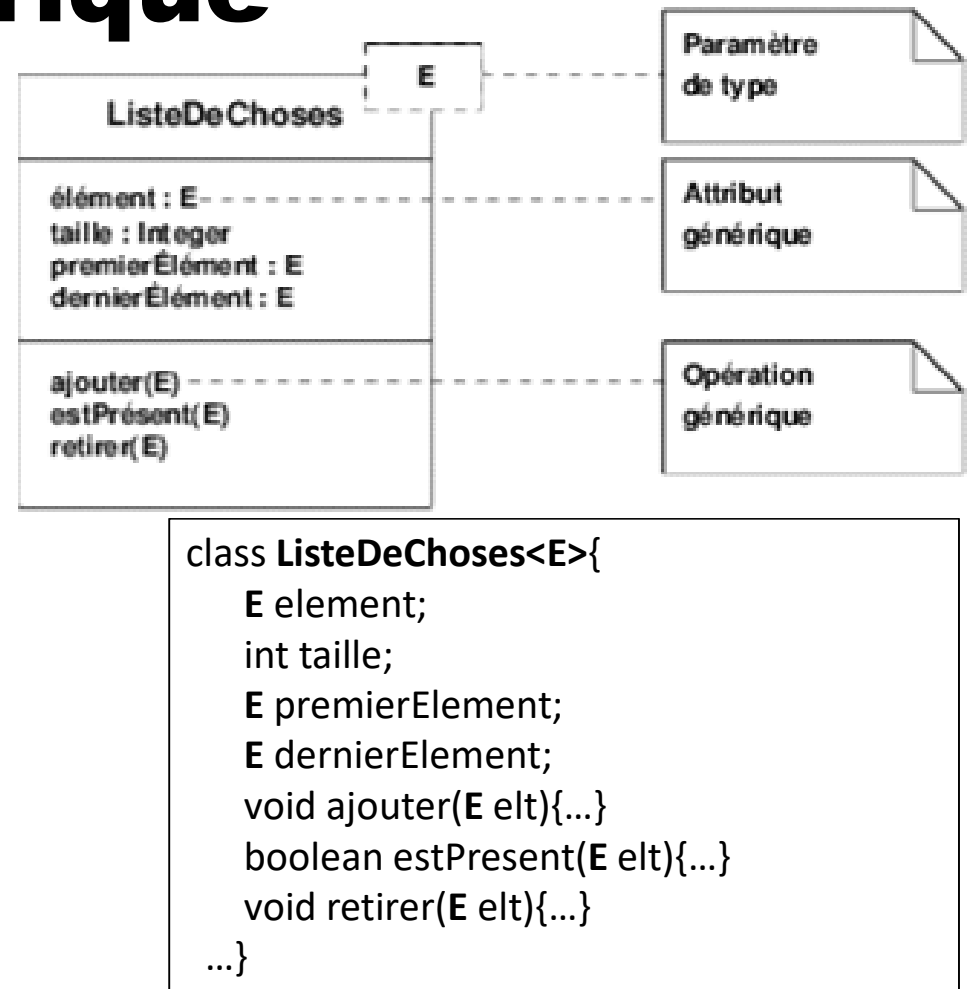 rique
E
ListeDeChoses
élément : E
taille : Integer
premierÉlément : E
dernierÉlément : E
ajouter(E)
estPrésent(E)
retirer(E)
Paramètre
de type
Attribut
générique
Opération
générique
class ListeDeChoses<E>{
E element;
int taille;
E premierElement;
E dernierElement;
void ajouter(E elt){…}
boolean estPresent(E elt){…}
void retirer(E elt){…}
…}